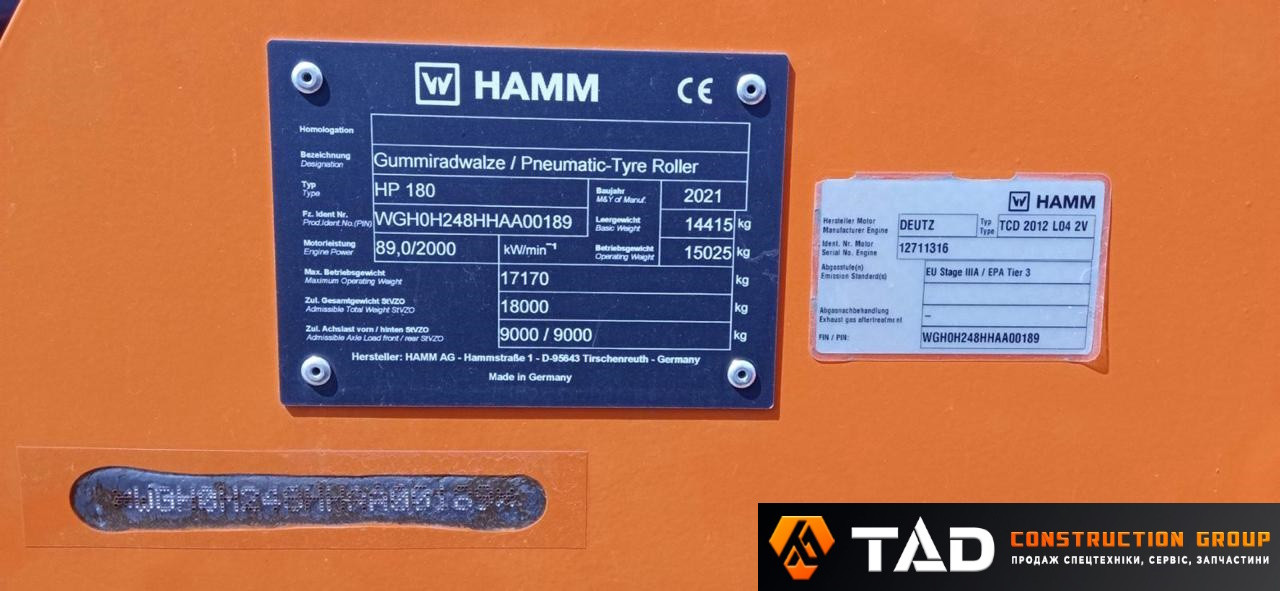 HAMM CE
Homologation
Bezeichnung
Designation
Gummiradwalze / Pneumatic-Tyre Roller
Typ
Type
HP 180
Baujahr
M&Y of Manuf.
2021
Fz. Ident Nr.
Prod.Ident.No.(PIN)
WGH0H248HHAA00189
Leergewicht
Basic Weight
14415 kg
Motorleistung
Engine Power
89,0/2000
kW/min⁻¹
Betriebsgewicht
Operating Weight
15025 kg
Max. Betriebsgewicht
Maximum Operating Weight
17170 kg
Zul. Gesamtgewicht StVZO
Admissible Total Weight StVZO
18000 kg
Zul. Achslast vorn / hinten StVZO
Admissible Axle Load front / rear StVZO
9000 / 9000 kg
Hersteller: HAMM AG - Hammstraße 1 - D-95643 Tirschenreuth - Germany
Made in Germany
HAMM
Hersteller Motor
Manufacturer Engine
DEUTZ
Typ
Type
TCD 2012 L04 2V
Ident. Nr. Motor
Serial No. Engine
12711316
Abgasstufe(n)
Emission Standard(s)
EU Stage IIIA / EPA Tier 3
Abgasnachbehandlung
Exhaust gas aftertreatment
–
FIN / PIN:
WGH0H248HHAA00189
*WGH0H248HHAA00189*
TAD CONSTRUCTION GROUP
ПРОДАЖ СПЕЦТЕХНІКИ, СЕРВІС, ЗАПЧАСТИНИ